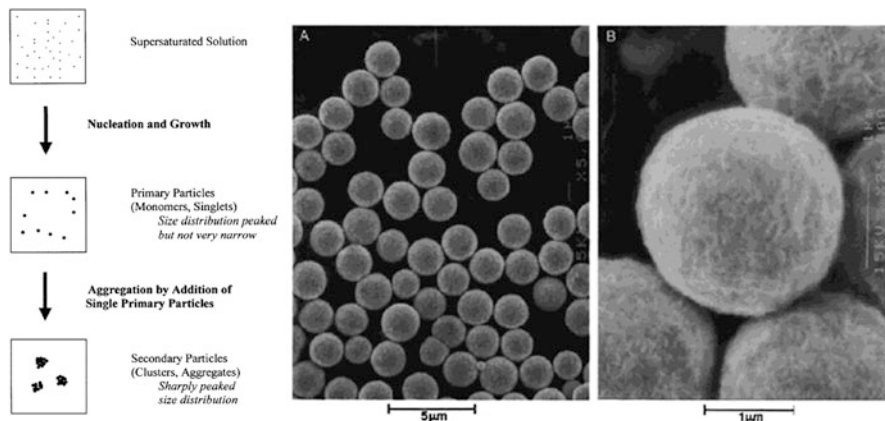 Supersaturated Solution
Nucleation and Growth
Primary Particles
(Monomers, Singlets)
Size distribution peaked
but not very narrow
Aggregation by Addition of
Single Primary Particles
Secondary Particles
(Clusters, Aggregates)
Sharply peaked
size distribution
A
5μm
B
15KV
1μm